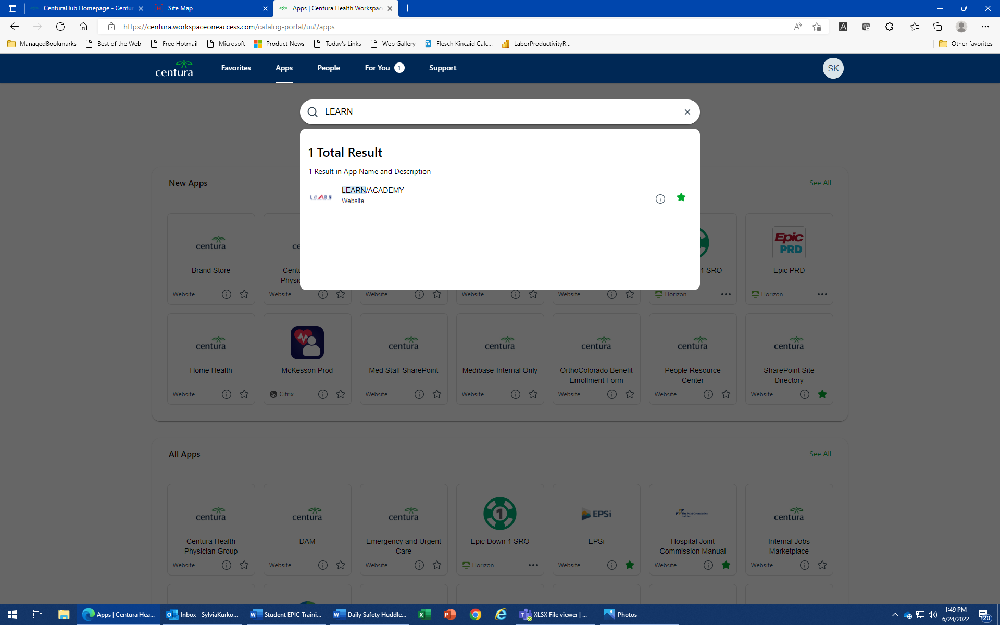 CenturaHub Homepage - Centur
Site Map
Apps | Centura Health Workspac
https://centura.workspaceoneaccess.com/catalog-portal/ui#/apps
ManagedBookmarks
Best of the Web
Free Hotmail
Microsoft
Product News
Today's Links
Web Gallery
Flesch Kincaid Calc...
LaborProductivityR...
Other favorites
centura
Favorites
Apps
People
For You 1
Support
SK
LEARN
1 Total Result
1 Result in App Name and Description
LEARN
LEARN/ACADEMY
Website
New Apps
See All
centura
Brand Store
Website
ce
Centu
Physic
Website
Website
Website
Website
1 SRO
Horizon
Epic
PRD
Epic PRD
Horizon
centura
Home Health
Website
McKesson Prod
Citrix
centura
Med Staff SharePoint
Website
centura
Medibase-Internal Only
Website
centura
OrthoColorado Benefit
Enrollment Form
Website
centura
People Resource
Center
Website
centura
SharePoint Site
Directory
Website
All Apps
See All
centura
Centura Health
Physician Group
Website
centura
DAM
Website
centura
Emergency and Urgent
Care
Website
1
Epic Down 1 SRO
Horizon
EPSi
EPSi
Website
The Joint Commission
Hospital Joint
Commission Manual
Website
centura
Internal Jobs
Marketplace
Website
Apps | Centura Hea...
Inbox - SylviaKurko...
Student EPIC Traini...
Daily Safety Huddle...
XLSX File viewer | ...
Photos
1:49 PM
6/24/2022
20